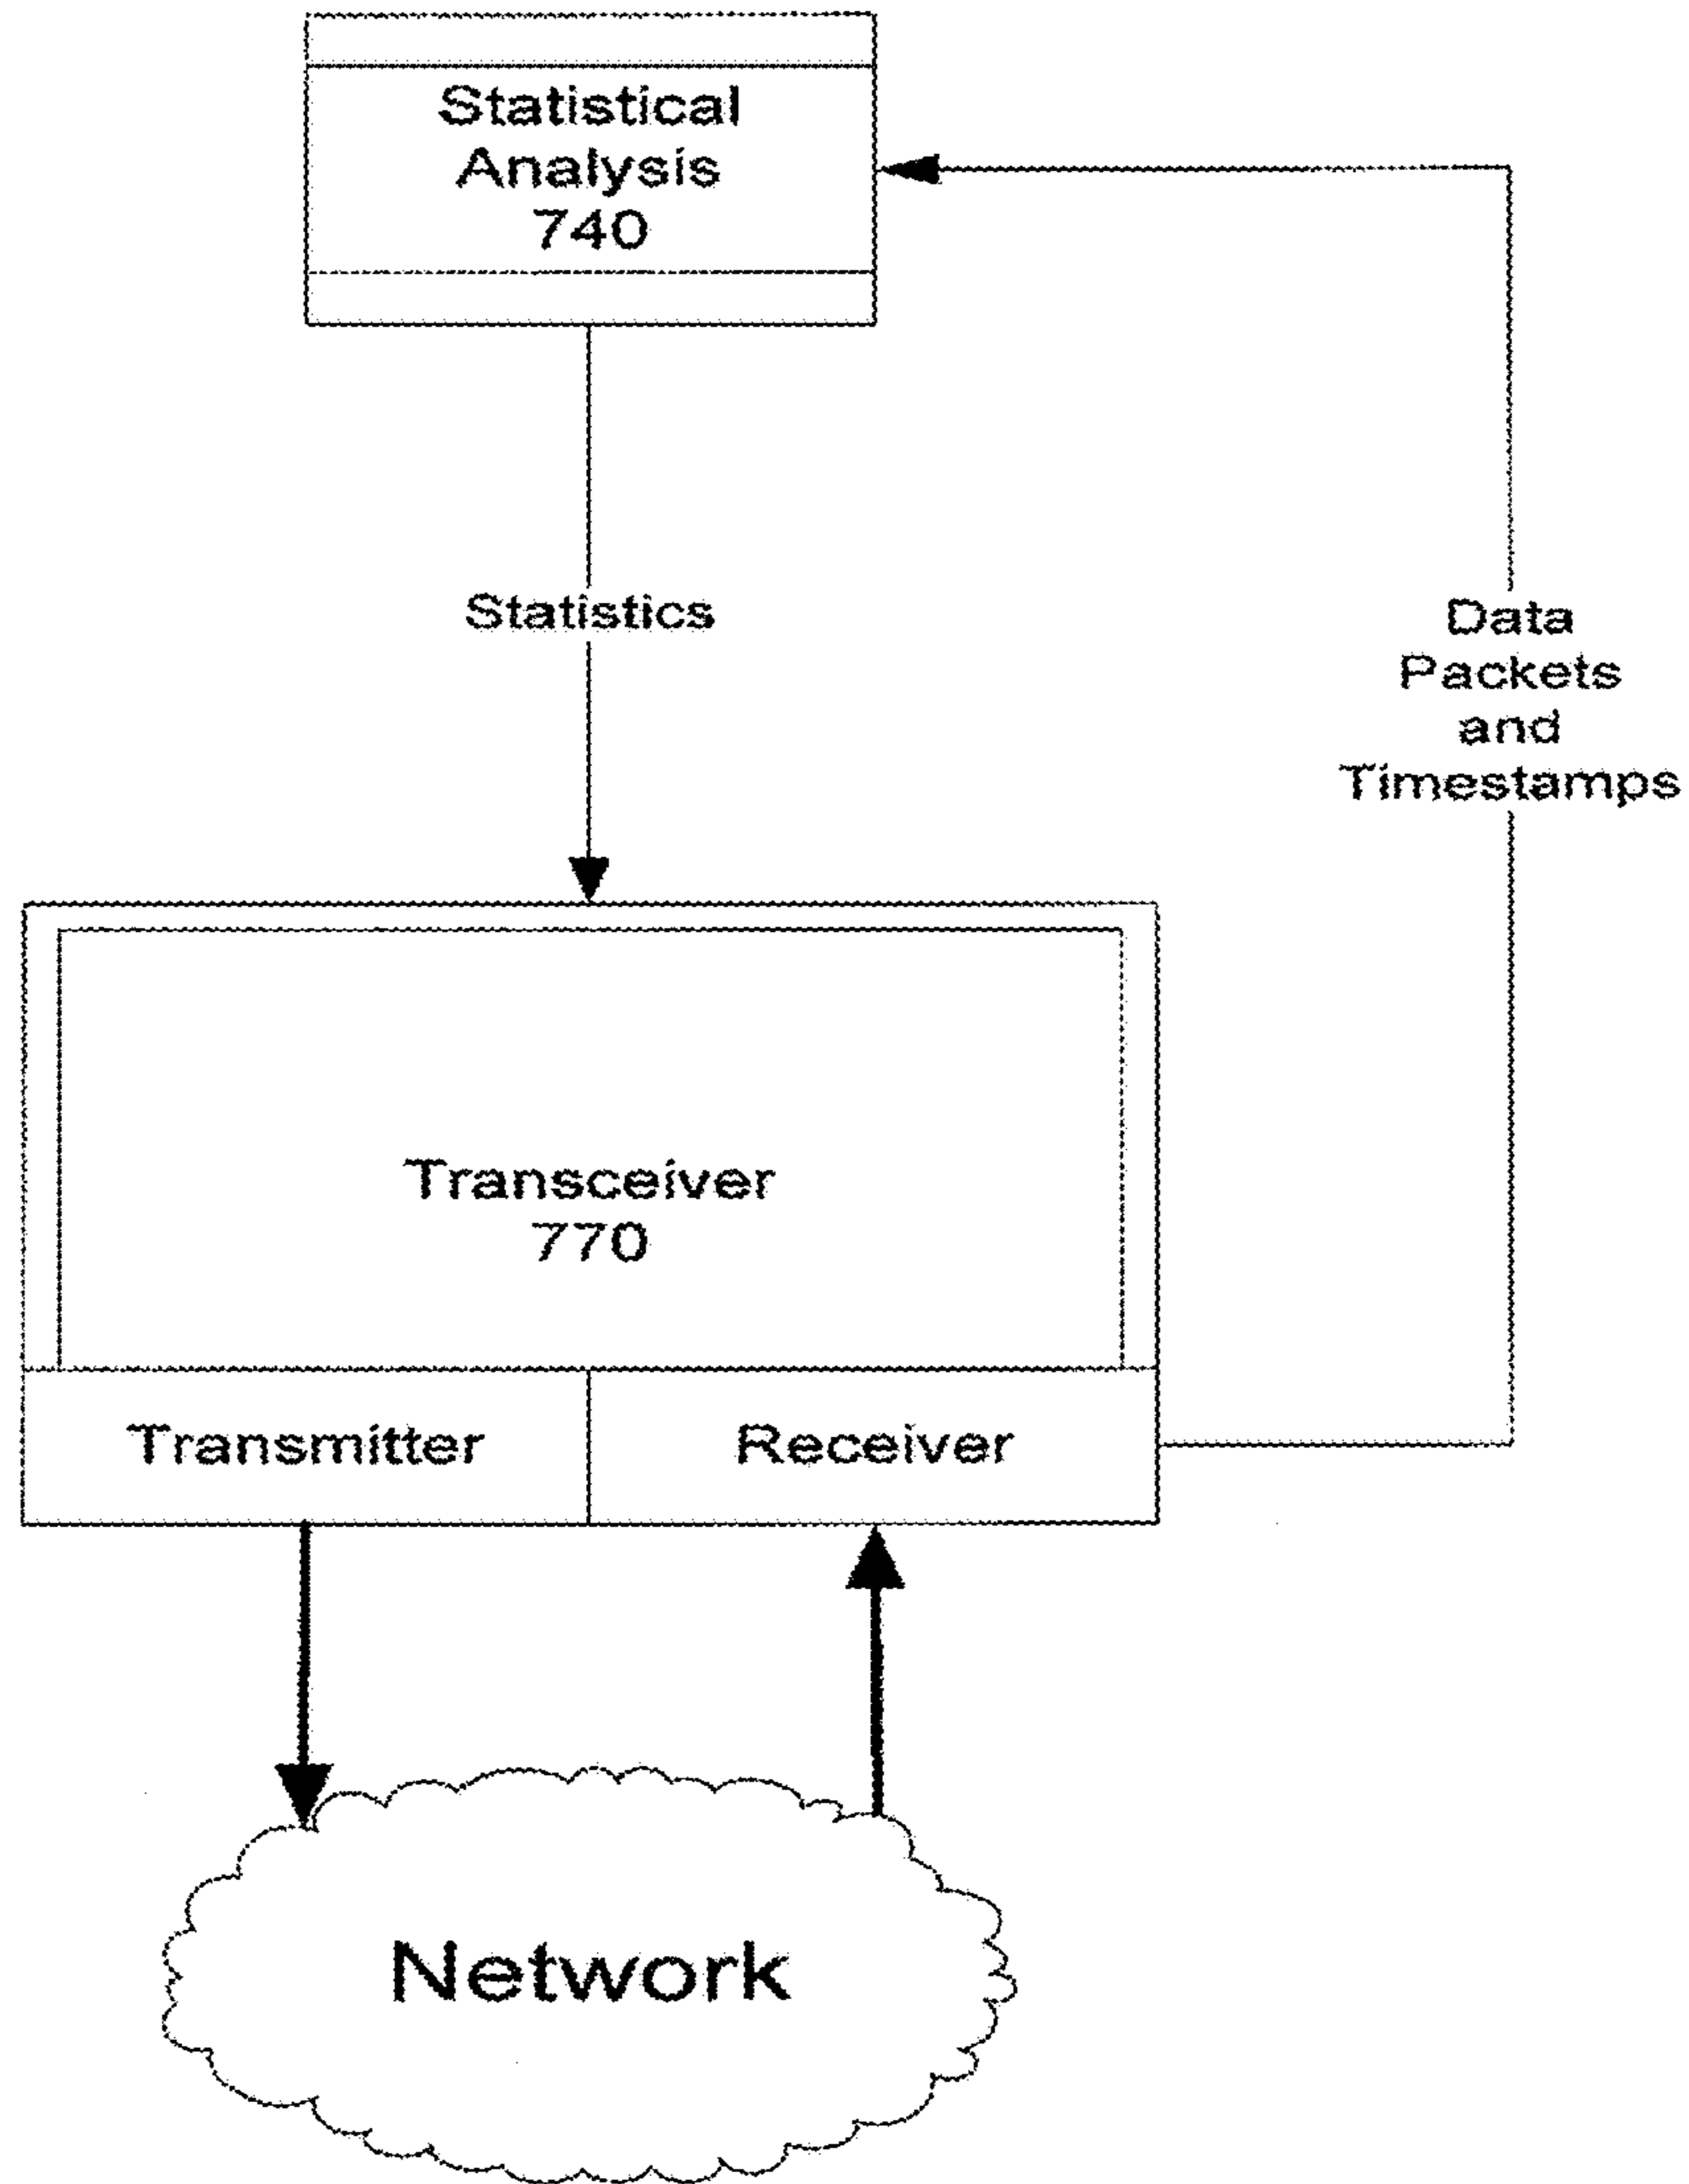 Statistical
Analysis
740
Statistics
Data
Packets
and
Timestamps
Transceiver
770
Transmitter
Receiver
Network